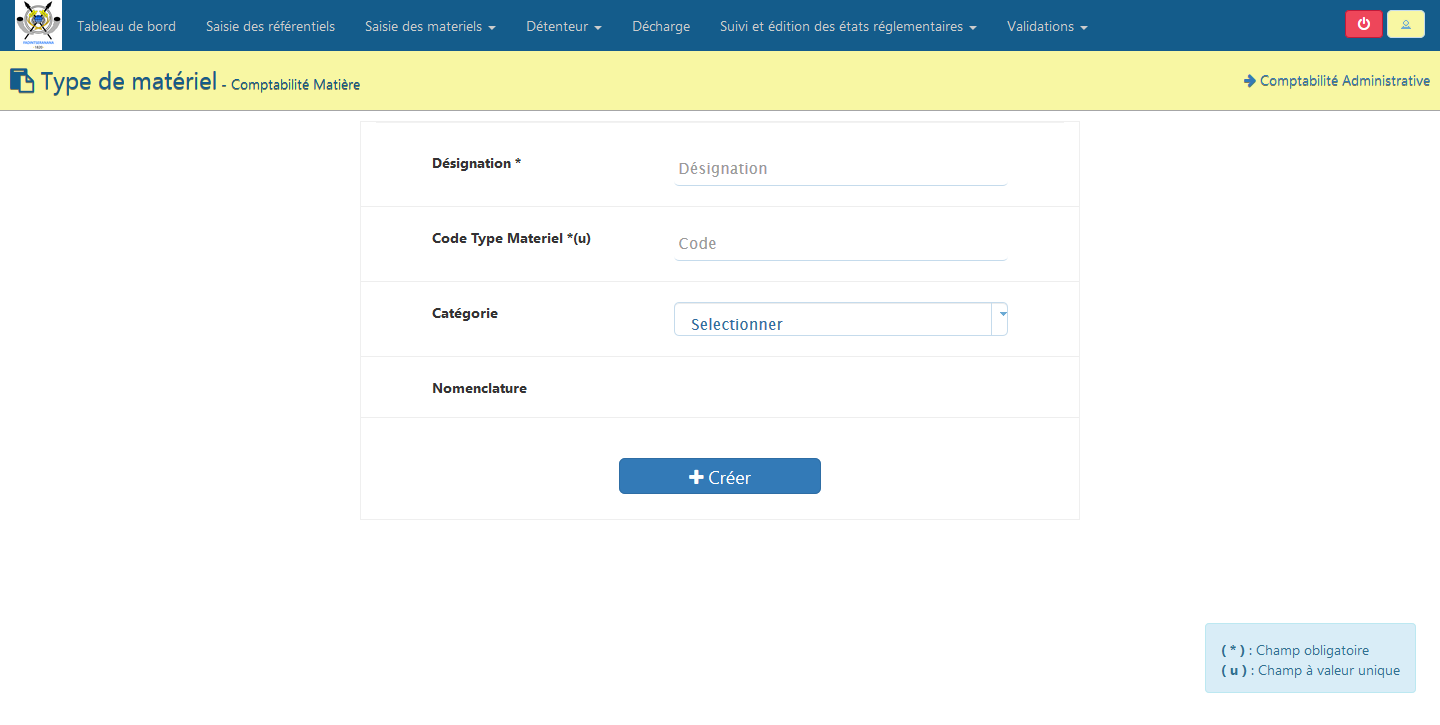 Tableau de bord Saisie des référentiels Saisie des materiels Détenteur Décharge Suivi et édition des états réglementaires Validations
Type de matériel - Comptabilité Matière
Comptabilité Administrative
Désignation *
Désignation
Code Type Materiel *(u)
Code
Catégorie
Selectionner
Nomenclature
Créer
( * ) : Champ obligatoire
( u ) : Champ à valeur unique